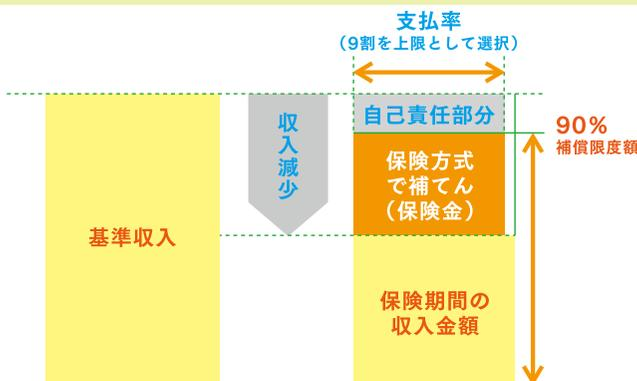 支払率
（9割を上限として選択）
収入減少
自己責任部分
90%
補償限度額
保険方式
で補てん
（保険金）
基準収入
保険期間の
収入金額